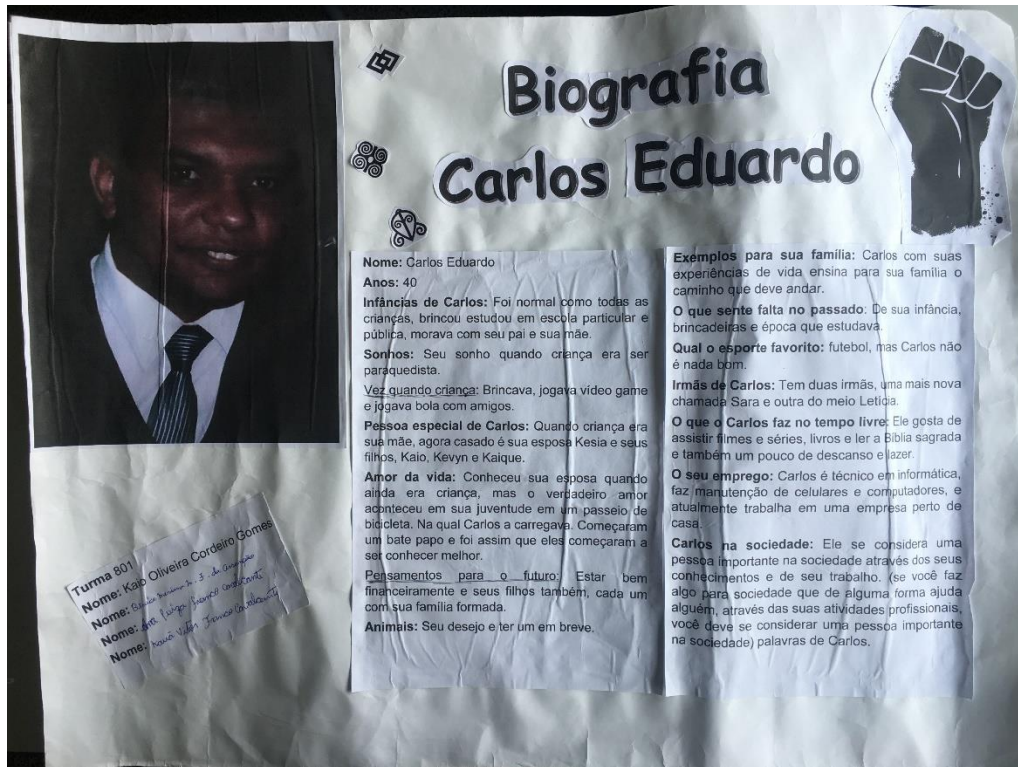 Biografia
Carlos Eduardo
Nome: Carlos Eduardo
Anos: 40
Infâncias de Carlos: Foi normal como todas as
crianças, brincou estudou em escola particular e
pública, morava com seu pai e sua mãe.
Sonhos: Seu sonho quando criança era ser
paraquedista.
Vez quando criança: Brincava, jogava vídeo game
e jogava bola com amigos.
Pessoa especial de Carlos: Quando criança era
sua mãe, agora casado é sua esposa Kesia e seus
filhos, Kaio, Kevyn e Kaique.
Amor da vida: Conheceu sua esposa quando
ainda era criança, mas o verdadeiro amor
aconteceu em sua juventude em um passeio de
bicicleta. Na qual Carlos a carregava. Começaram
um bate papo e foi assim que eles começaram a
ser conhecer melhor.
Pensamentos para o futuro: Estar bem
financeiramente e seus filhos também, cada um
com sua família formada.
Animais: Seu desejo e ter um em breve.
Exemplos para sua família: Carlos com suas
experiências de vida ensina para sua família o
caminho que deve andar.
O que sente falta no passado: De sua infância,
brincadeiras e época que estudava.
Qual o esporte favorito: futebol, mas Carlos não
é nada bom.
Irmãs de Carlos: Tem duas irmãs, uma mais nova
chamada Sara e outra do meio Leticia.
O que o Carlos faz no tempo livre: Ele gosta de
assistir filmes e séries, livros e ler a Bíblia sagrada
e também um pouco de descanso e lazer.
O seu emprego: Carlos é técnico em informática,
faz manutenção de celulares e computadores, e
atualmente trabalha em uma empresa perto de
casa.
Carlos na sociedade: Ele se considera uma
pessoa importante na sociedade através dos seus
conhecimentos e de seu trabalho. (se você faz
algo para sociedade que de alguma forma ajuda
alguém, através das suas atividades profissionais,
você deve se considerar uma pessoa importante
na sociedade) palavras de Carlos.
Turma 801
Nome: Kaio Oliveira Cordeiro Gomes
Nome:
Nome: Franco Cavalcanti
Nome: Franco Cavalcanti